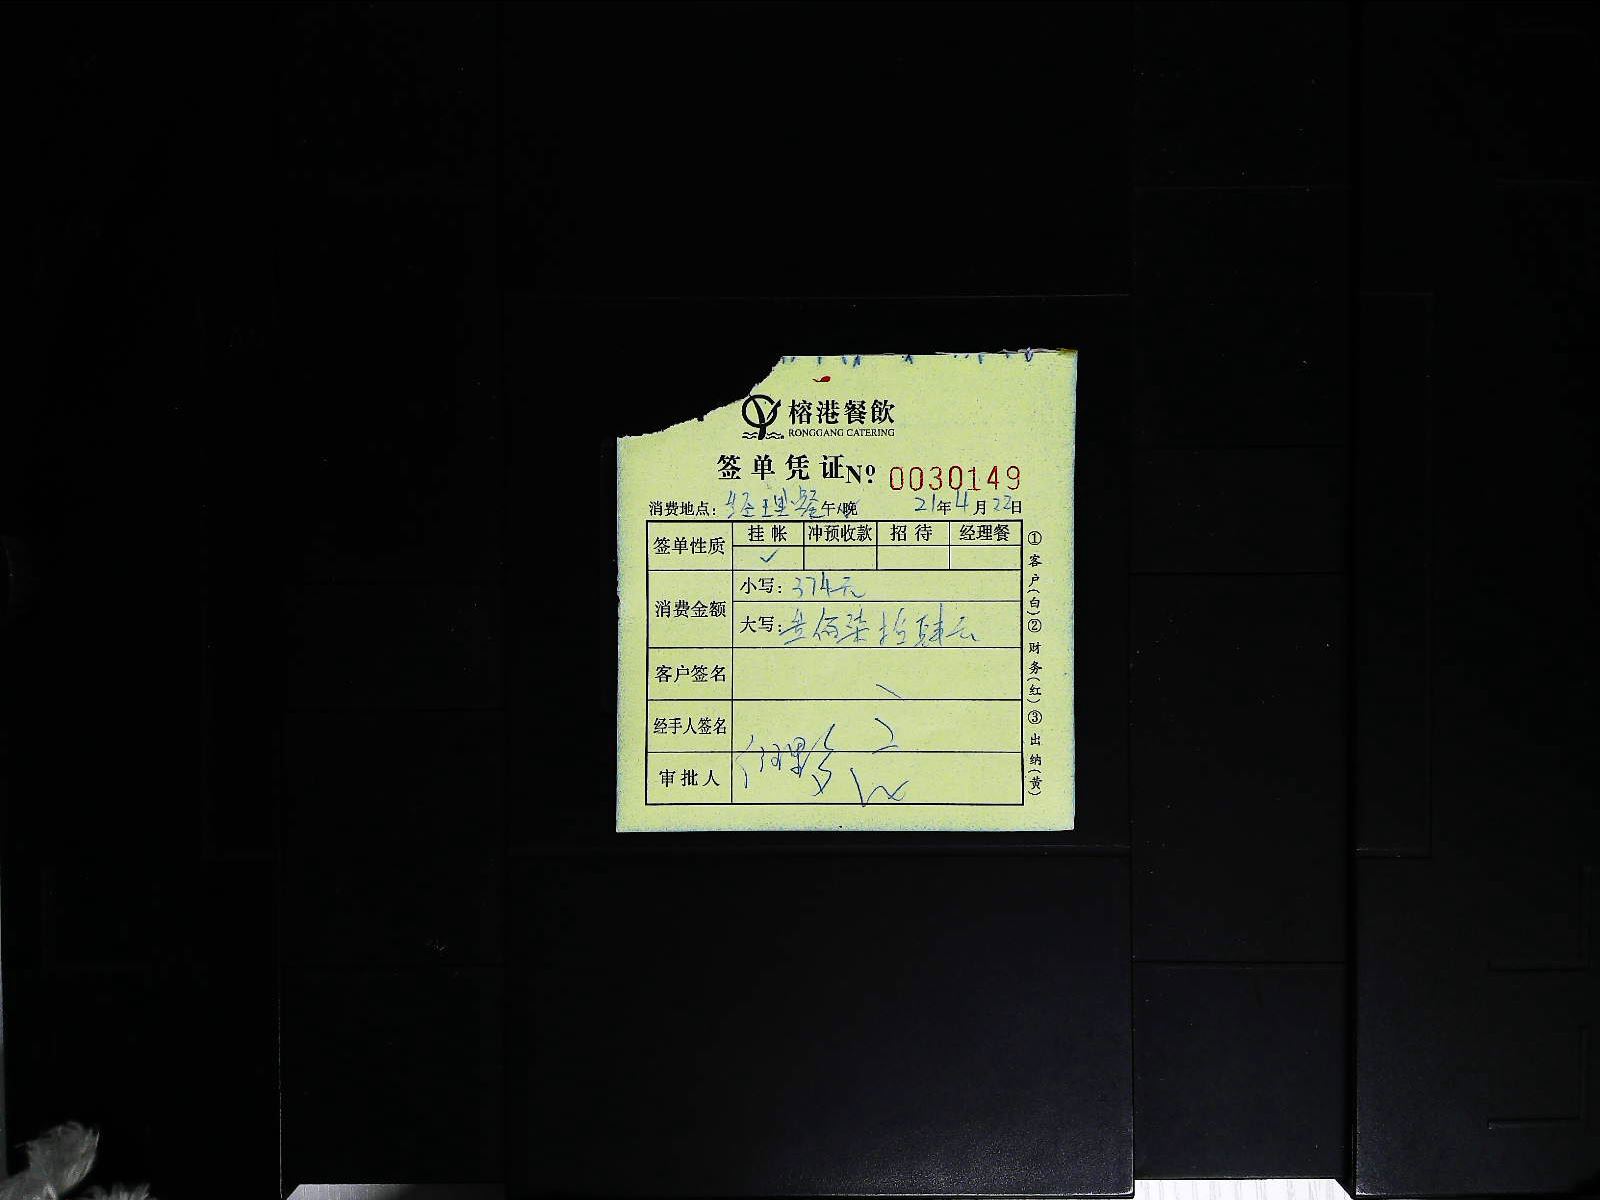 榕港餐飲
RONGGANG CATERING
签单凭证 Nº 0030149
消费地点：经理餐 午/晚 21年4月22日
签单性质 挂帐 冲预收款 招待 经理餐
✓
消费金额 小写：374元
大写：叁佰柒拾肆元
客户签名
经手人签名
审批人
①客户(白)②财务(红)③出纳(黄)